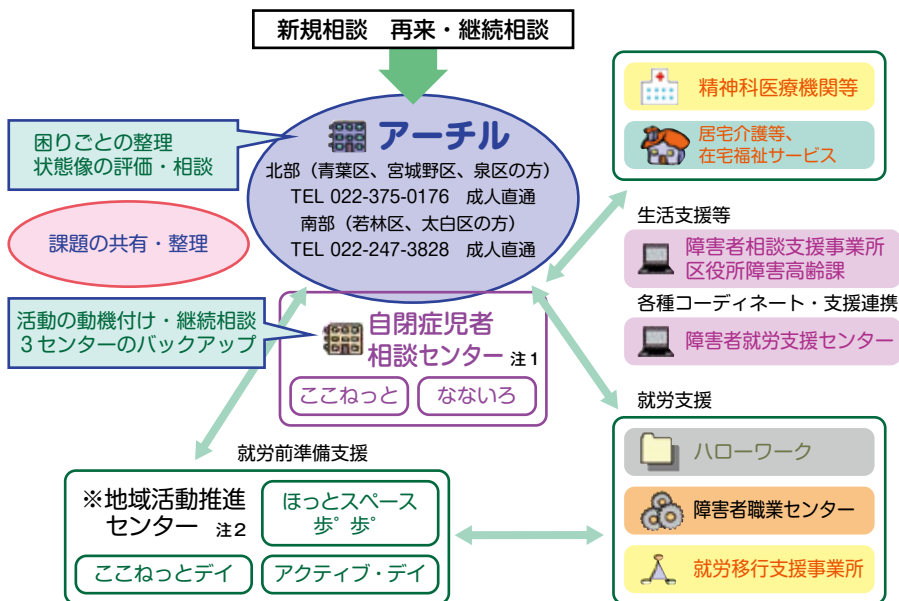 新規相談　再来・継続相談
アーチル
北部（青葉区、宮城野区、泉区の方）
TEL 022-375-0176　成人直通
南部（若林区、太白区の方）
TEL 022-247-3828　成人直通
困りごとの整理
状態像の評価・相談
課題の共有・整理
活動の動機付け・継続相談
３センターのバックアップ
自閉症児者
相談センター 注１
ここねっと
なないろ
精神科医療機関等
居宅介護等、
在宅福祉サービス
生活支援等
障害者相談支援事業所
区役所障害高齢課
各種コーディネート・支援連携
障害者就労支援センター
就労支援
ハローワーク
障害者職業センター
就労移行支援事業所
就労前準備支援
※地域活動推進
センター 注２
ほっとスペース
歩゜歩゜
ここねっとデイ
アクティブ・デイ